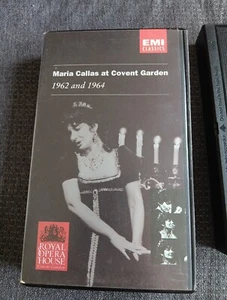 EMI
CLASSICS
Maria Callas at Covent Garden
1962 and 1964
ROYAL
OPERA
HOUSE